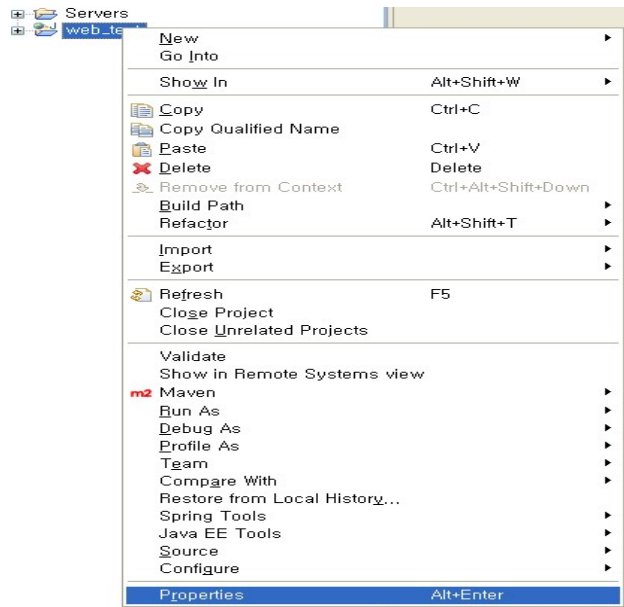 Servers
web_te
New
Go Into
Show In Alt+Shift+W
Copy Ctrl+C
Copy Qualified Name
Paste Ctrl+V
Delete Delete
Remove from Context Ctrl+Alt+Shift+Down
Build Path
Refactor Alt+Shift+T
Import
Export
Refresh F5
Close Project
Close Unrelated Projects
Validate
Show in Remote Systems view
m2 Maven
Run As
Debug As
Profile As
Team
Compare With
Restore from Local History...
Spring Tools
Java EE Tools
Source
Configure
Properties Alt+Enter